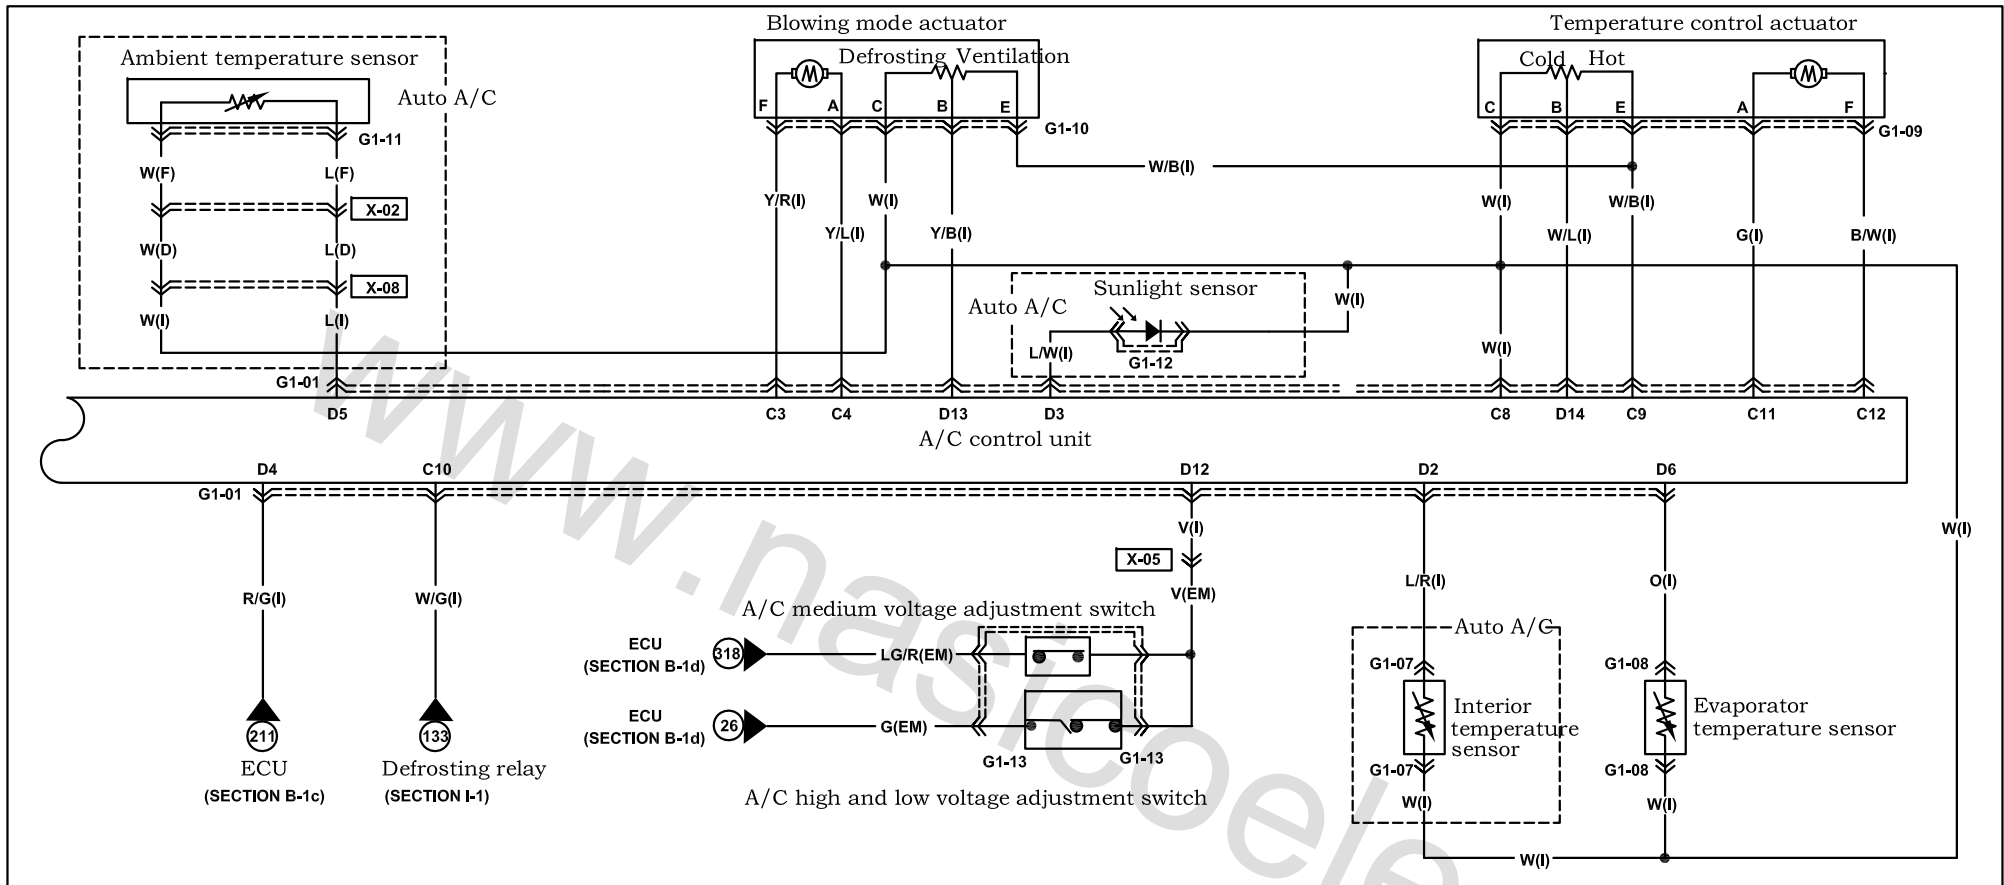 Blowing mode actuator
Temperature control actuator
Ambient temperature sensor
Auto A/C
Defrosting Ventilation
Cold Hot
M
M
F A C B E
G1-10
C B E A F
G1-09
G1-11
W(F) L(F)
X-02
W(D) L(D)
X-08
W(I) L(I)
W/B(I)
Y/R(I) W(I)
Y/L(I) Y/B(I)
W(I) W/B(I)
W/L(I) G(I) B/W(I)
Auto A/C
Sunlight sensor
W(I)
L/W(I)
G1-12
W(I)
G1-01
D5 C3 C4 D13 D3 C8 D14 C9 C11 C12
A/C control unit
D4 C10 D12 D2 D6
G1-01
V(I)
W(I)
X-05
R/G(I) W/G(I)
V(EM)
L/R(I) O(I)
A/C medium voltage adjustment switch
ECU
(SECTION B-1d)
318
LG/R(EM)
ECU
(SECTION B-1d)
26
G(EM)
G1-13 G1-13
A/C high and low voltage adjustment switch
Auto A/C
G1-07
Interior
temperature
sensor
G1-07
W(I)
G1-08
Evaporator
temperature sensor
G1-08
W(I)
W(I)
211
ECU
(SECTION B-1c)
133
Defrosting relay
(SECTION I-1)
www.nasicoele